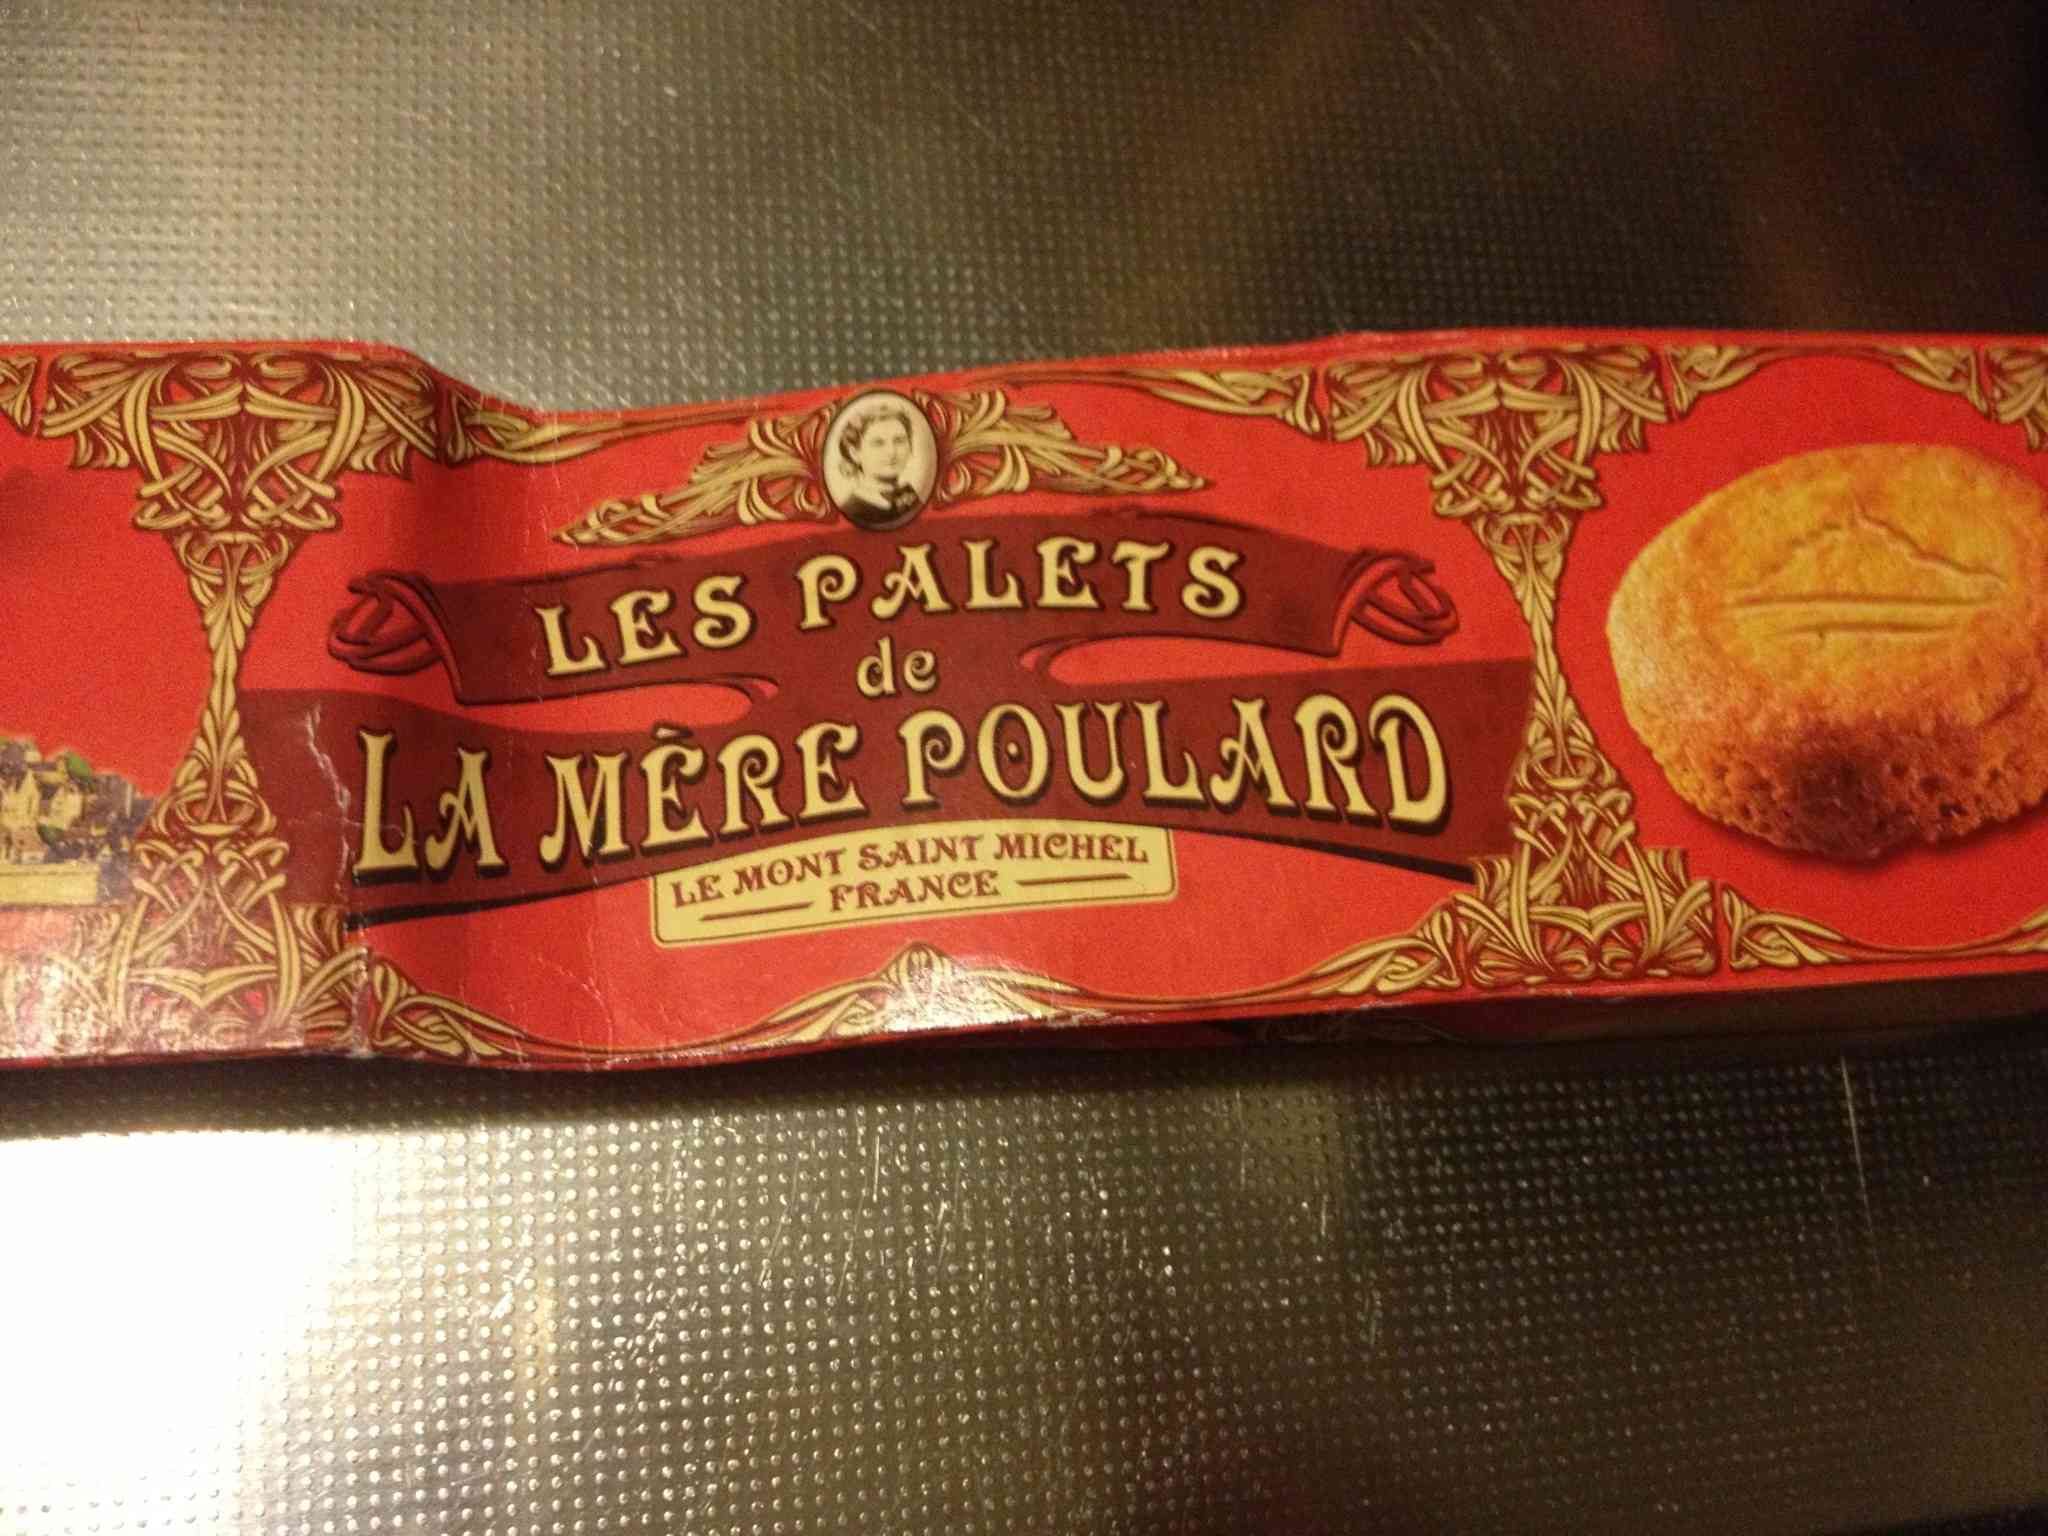 LES PALETS
de
LA MÈRE POULARD
LE MONT SAINT MICHEL
FRANCE